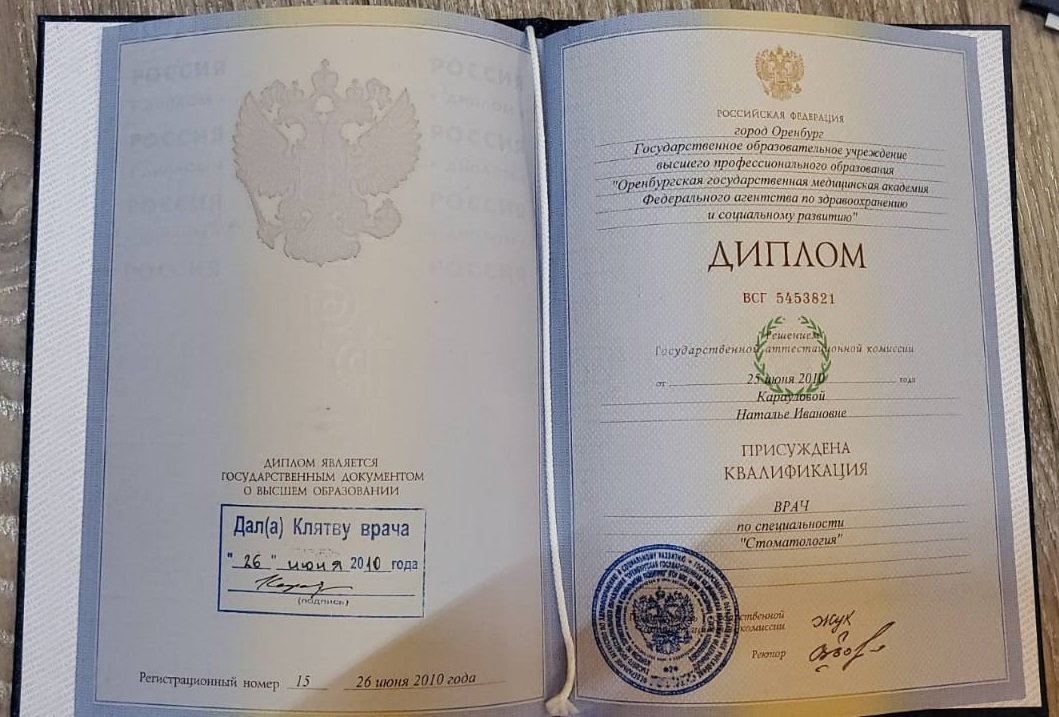 РОССИЯ РОССИЯ
РОССИЯ РОССИЯ
РОССИЯ РОССИЯ
РОССИЯ РОССИЯ
ДИПЛОМ ЯВЛЯЕТСЯ
ГОСУДАРСТВЕННЫМ ДОКУМЕНТОМ
О ВЫСШЕМ ОБРАЗОВАНИИ
Дал(а) Клятву врача
"26" июня 2010 года
(подпись)
Регистрационный номер 15 26 июня 2010 года
РОССИЙСКАЯ ФЕДЕРАЦИЯ
город Оренбург
Государственное образовательное учреждение
высшего профессионального образования
"Оренбургская государственная медицинская академия
Федерального агентства по здравоохранению
и социальному развитию"
ДИПЛОМ
ВСГ 5453821
Решением
Государственной аттестационной комиссии
от 25 июня 2010 года
Карауловой
Наталье Ивановне
ПРИСУЖДЕНА
КВАЛИФИКАЦИЯ
ВРАЧ
по специальности
"Стоматология"
Государственной
комиссии
Ректор